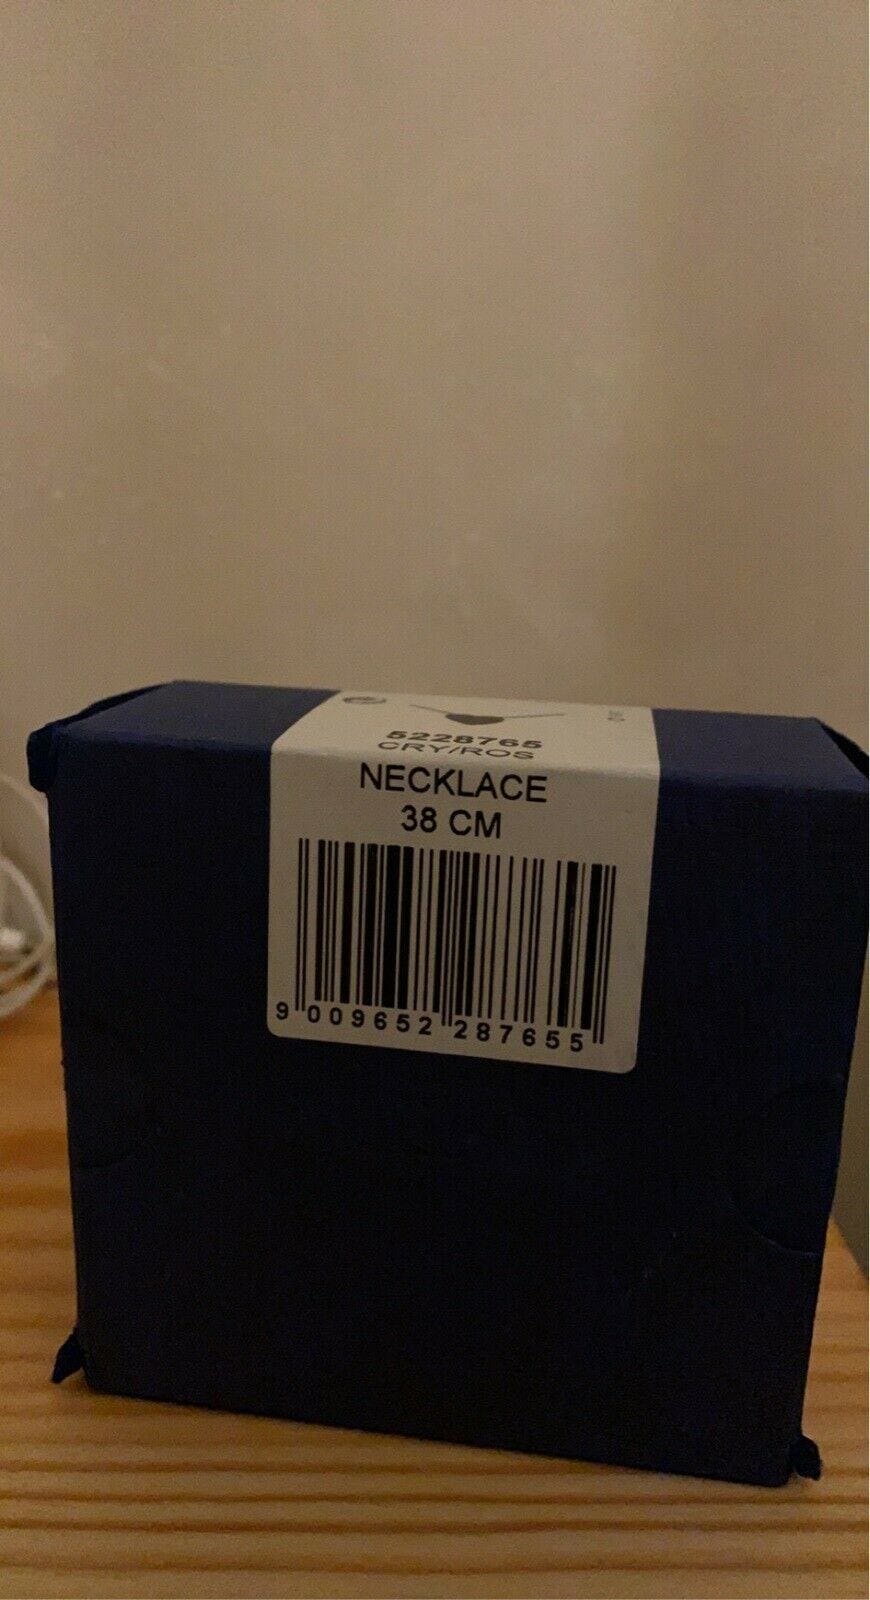 5228765
CRY/ROS
NECKLACE
38 CM
9 009652 287655